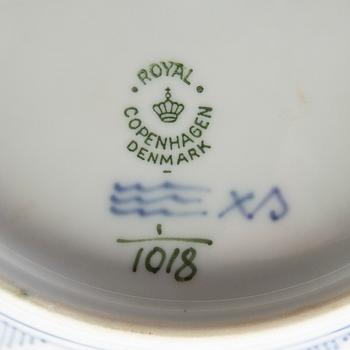 ROYAL
COPENHAGEN
DENMARK
XS
1
1018